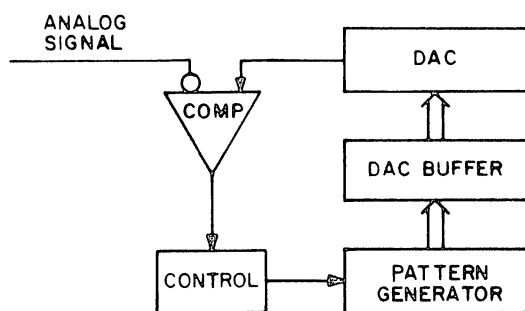 ANALOG
SIGNAL
DAC
COMP
DAC BUFFER
CONTROL
PATTERN
GENERATOR